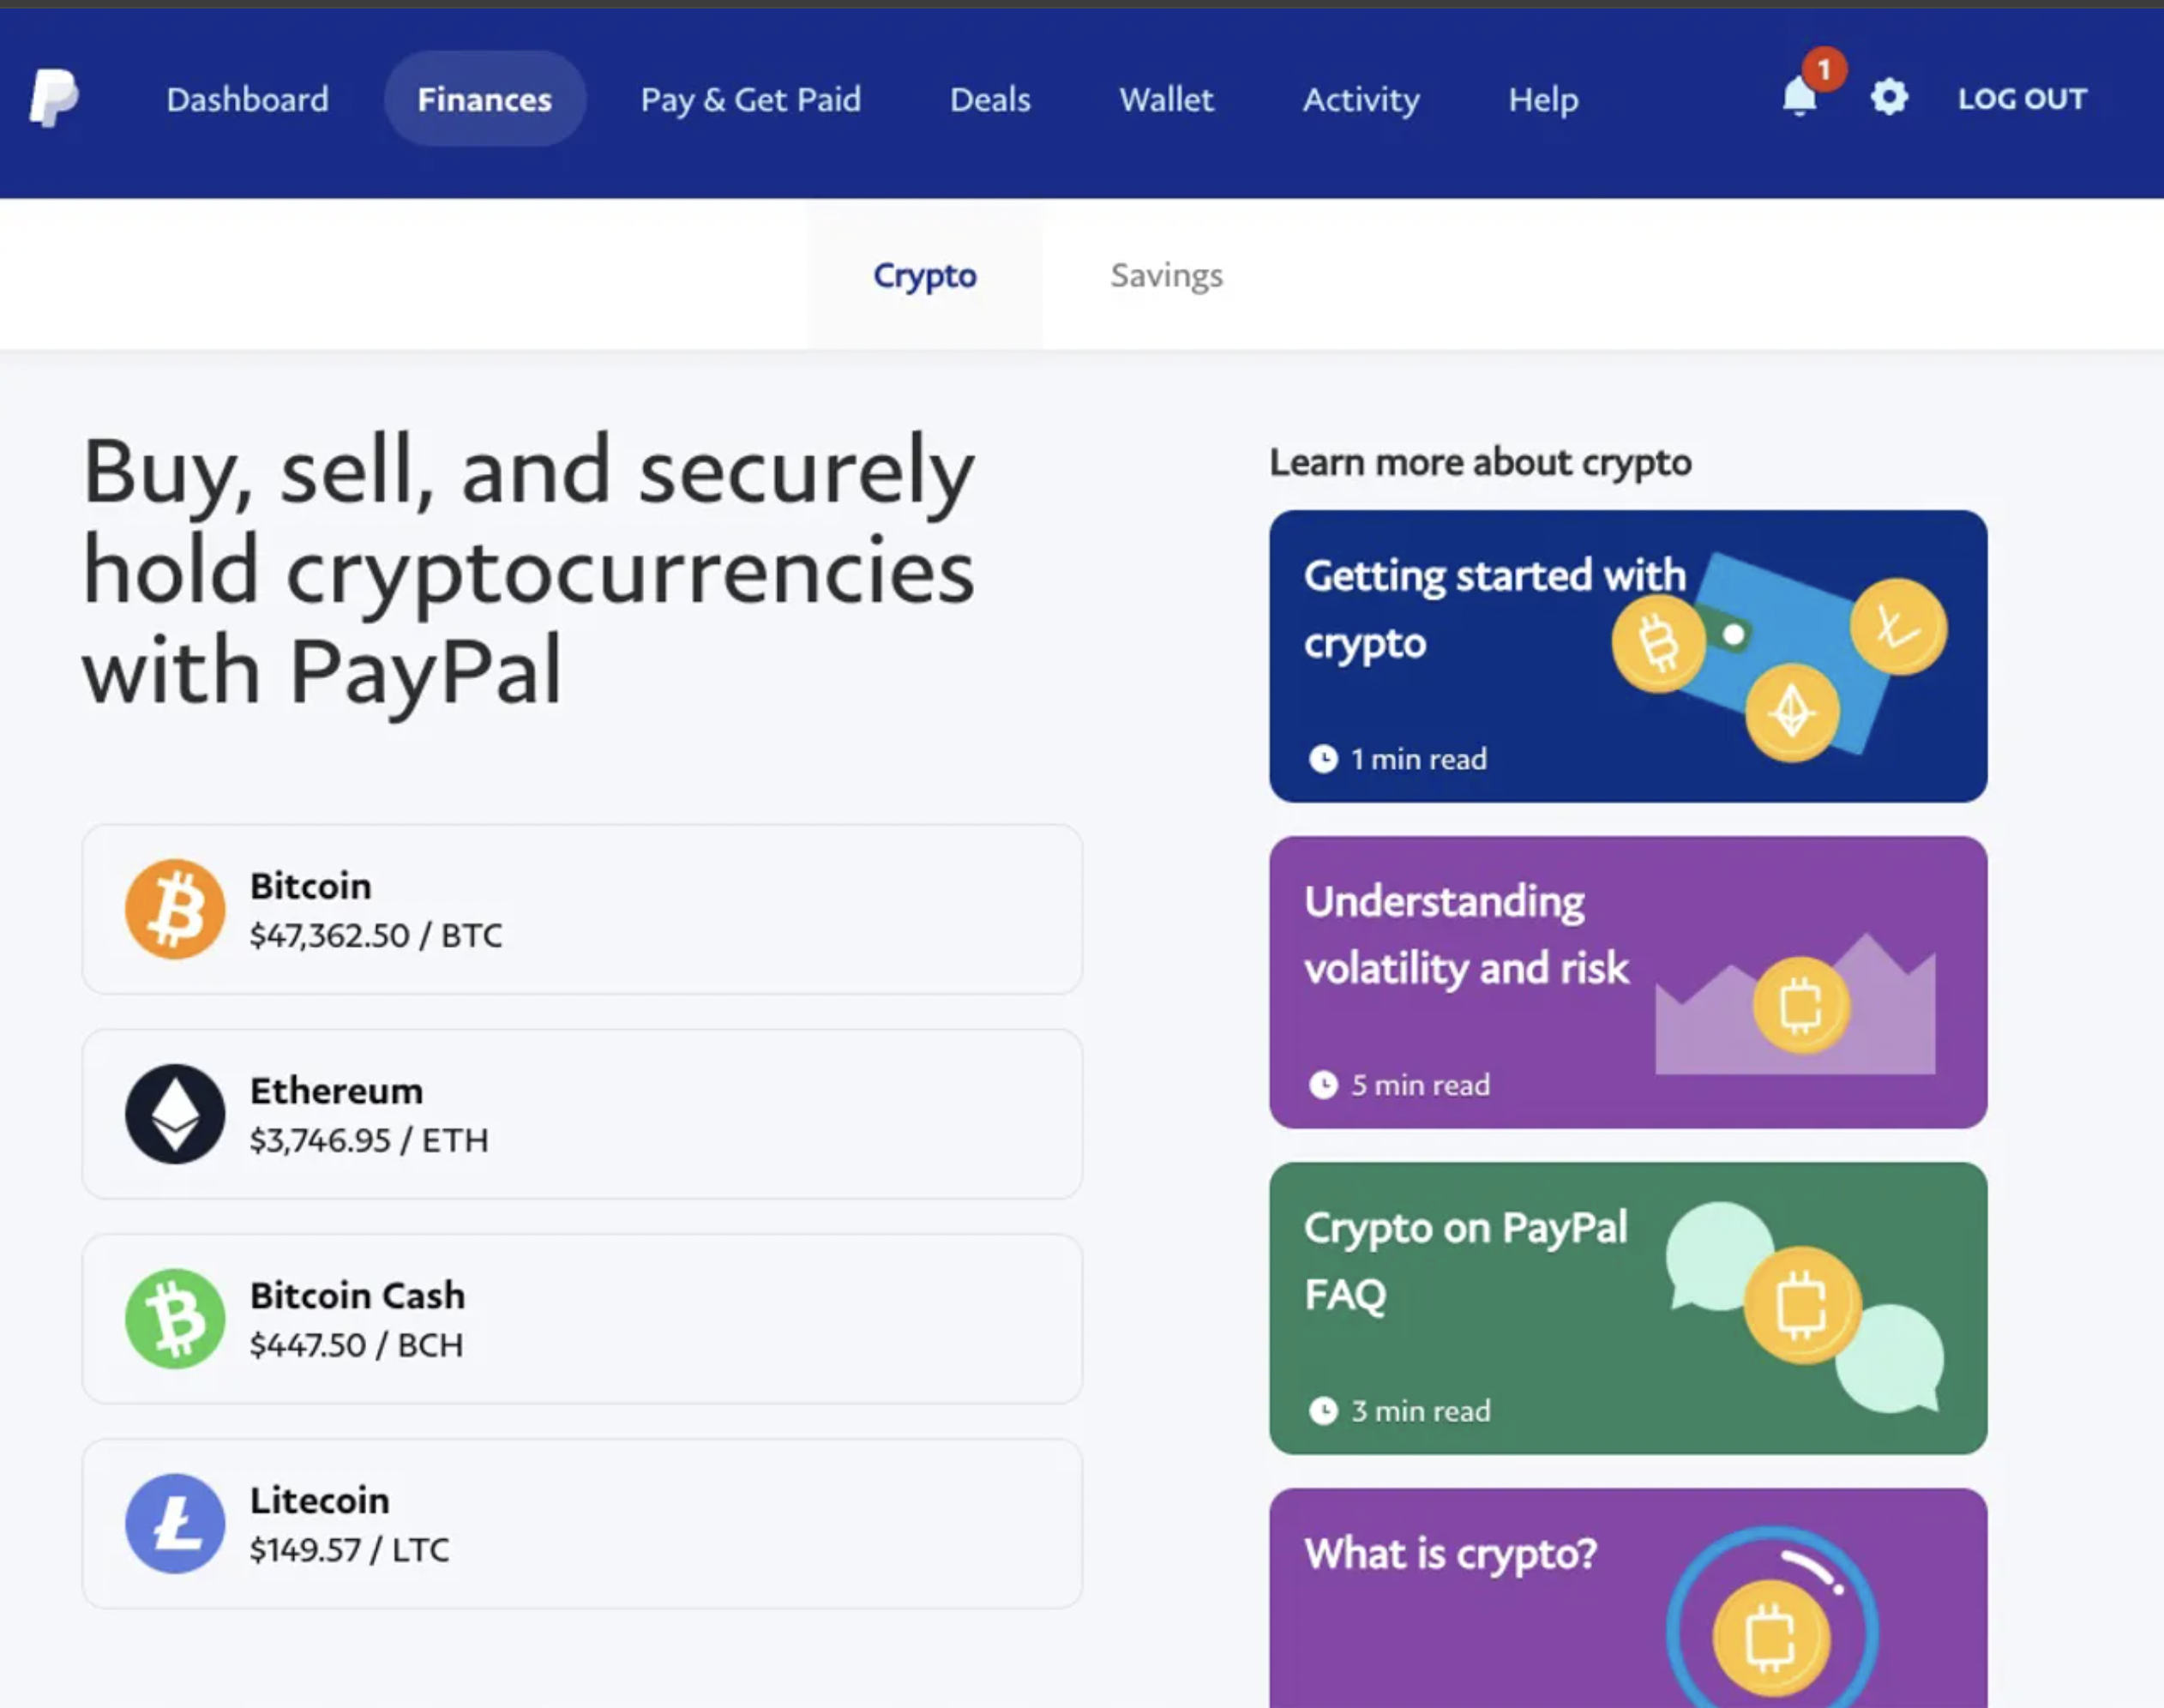 Dashboard Finances Pay & Get Paid Deals Wallet Activity Help 1 LOG OUT
Crypto Savings
Buy, sell, and securely
hold cryptocurrencies
with PayPal
Bitcoin
$47,362.50 / BTC
Ethereum
$3,746.95 / ETH
Bitcoin Cash
$447.50 / BCH
Litecoin
$149.57 / LTC
Learn more about crypto
Getting started with
crypto
1 min read
Understanding
volatility and risk
5 min read
Crypto on PayPal
FAQ
3 min read
What is crypto?